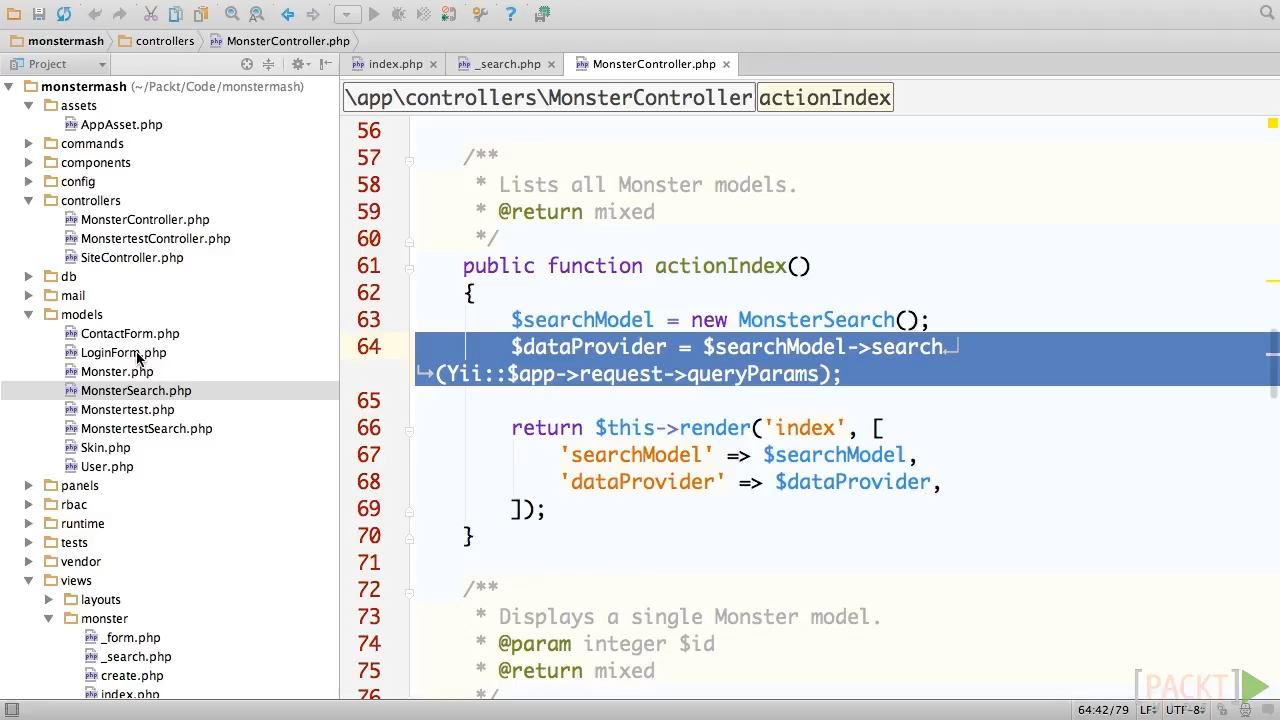 monstermash controllers MonsterController.php
Project index.php _search.php MonsterController.php
monstermash (~/Packt/Code/monstermash)
assets
AppAsset.php
commands
components
config
controllers
MonsterController.php
MonstertestController.php
SiteController.php
db
mail
models
ContactForm.php
LoginForm.php
Monster.php
MonsterSearch.php
Monstertest.php
MonstertestSearch.php
Skin.php
User.php
panels
rbac
runtime
tests
vendor
views
layouts
monster
_form.php
_search.php
create.php
index.php
\app\controllers\MonsterController actionIndex
56
57 /**
58 * Lists all Monster models.
59 * @return mixed
60 */
61 public function actionIndex()
62 {
63 $searchModel = new MonsterSearch();
64 $dataProvider = $searchModel->search
(Yii::$app->request->queryParams);
65
66 return $this->render('index', [
67 'searchModel' => $searchModel,
68 'dataProvider' => $dataProvider,
69 ]);
70 }
71
72 /**
73 * Displays a single Monster model.
74 * @param integer $id
75 * @return mixed
76 */
[PACKT]
64:42/79 LF÷ UTF-8÷